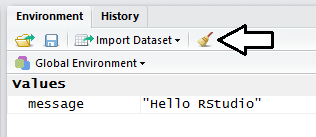 Environment History
Import Dataset
Global Environment
Values
message "Hello RStudio"